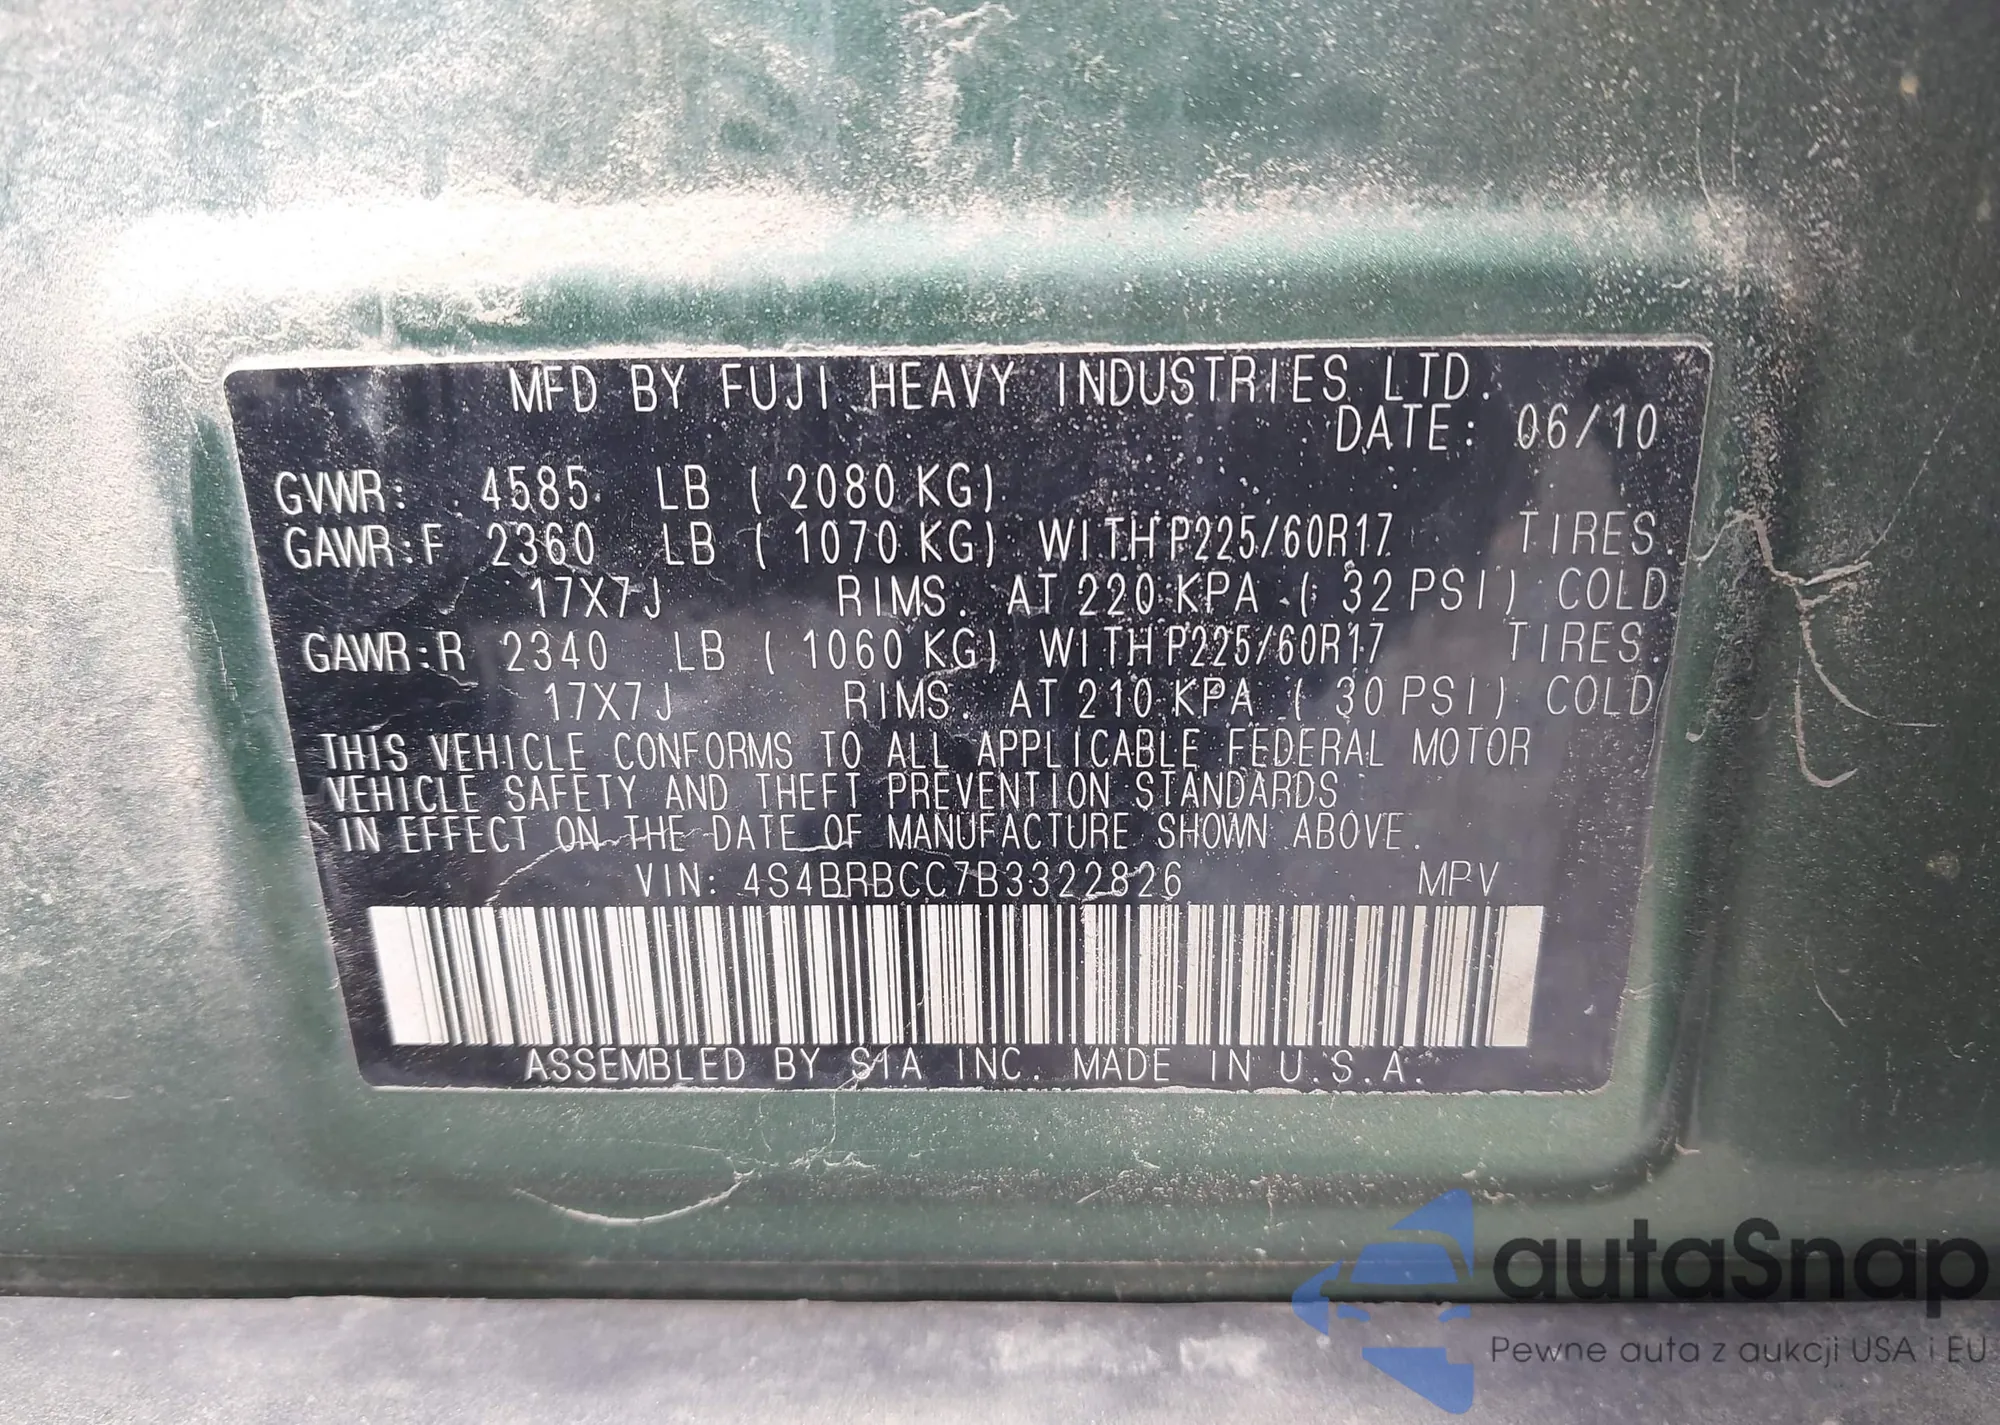 MFD BY FUJI HEAVY INDUSTRIES LTD.
DATE: 06/10
GVWR: 4585 LB (2080 KG)
GAWR:F 2360 LB (1070 KG) WITH P225/60R17 TIRES.
17X7J RIMS. AT 220 KPA (32 PSI) COLD
GAWR:R 2340 LB (1060 KG) WITH P225/60R17 TIRES.
17X7J RIMS. AT 210 KPA (30 PSI) COLD
THIS VEHICLE CONFORMS TO ALL APPLICABLE FEDERAL MOTOR
VEHICLE SAFETY AND THEFT PREVENTION STANDARDS
IN EFFECT ON THE DATE OF MANUFACTURE SHOWN ABOVE.
VIN: 4S4BRBCC7B3322826 MPV
ASSEMBLED BY SIA INC. MADE IN U.S.A.
autaSnap
Pewne auta z aukcji USA i EU